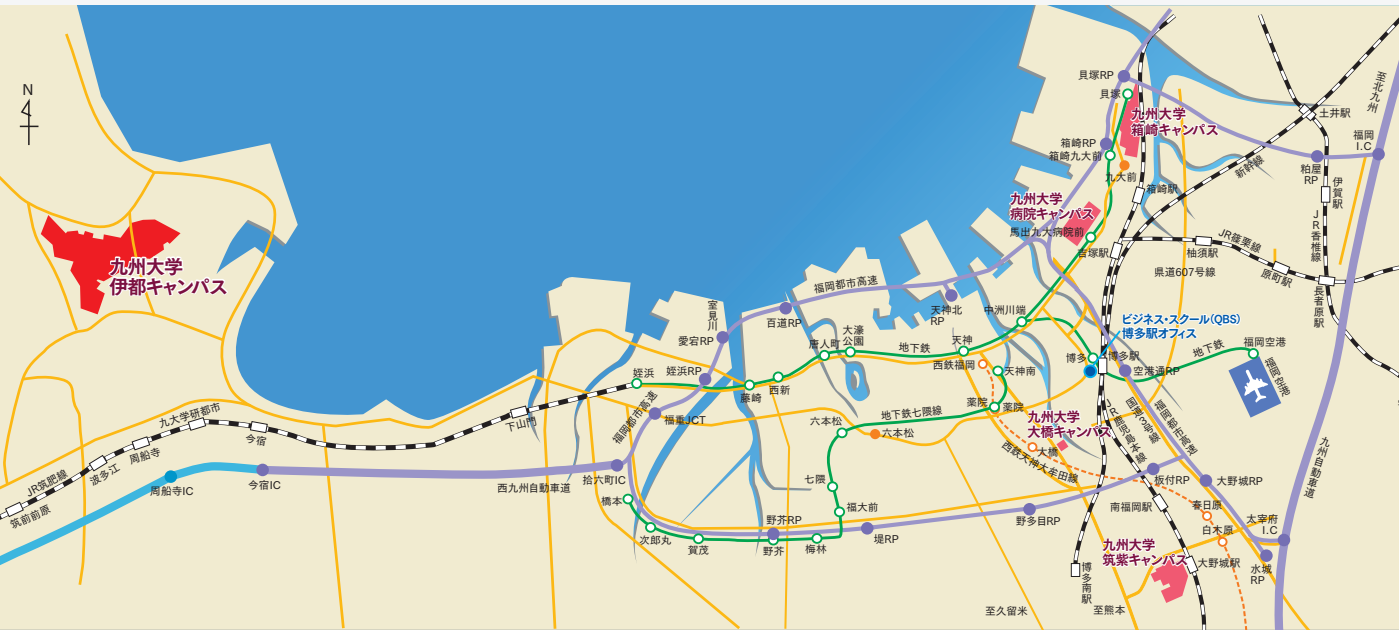 N
九州大学
伊都キャンパス
JR筑肥線
筑前前原
波多江
周船寺
九大学研都市
今宿
周船寺IC
今宿IC
下山門
西九州自動車道
拾六町IC
橋本
次郎丸
賀茂
野芥RP
野芥
梅林
堤RP
福大前
七隈
六本松
六本松
地下鉄七隈線
福岡都市高速
福重JCT
姪浜
姪浜RP
愛宕RP
室見川
藤崎
西新
百道RP
福岡都市高速
唐人町
大濠
公園
地下鉄
天神
西鉄福岡
天神南
薬院
薬院
天神北
RP
中洲川端
九州大学
大橋キャンパス
大橋
西鉄天神大牟田線
野多目RP
至久留米
九州大学
筑紫キャンパス
博多南駅
至熊本
南福岡駅
板付RP
大野城RP
春日原
白木原
大野城駅
太宰府
I.C
水城
RP
JR鹿児島本線
国道3号線
福岡都市高速
九州自動車道
博多
博多駅
空港通RP
地下鉄
福岡空港
福岡空港
ビジネス・スクール(QBS)
博多駅オフィス
県道607号線
吉塚駅
馬出九大病院前
九州大学
病院キャンパス
箱崎駅
九大前
箱崎九大前
箱崎RP
九州大学
箱崎キャンパス
貝塚
貝塚RP
新幹線
柚須駅
JR篠栗線
原町駅
長者原駅
JR香椎線
伊賀駅
粕屋
RP
福岡
I.C
土井駅
至北九州